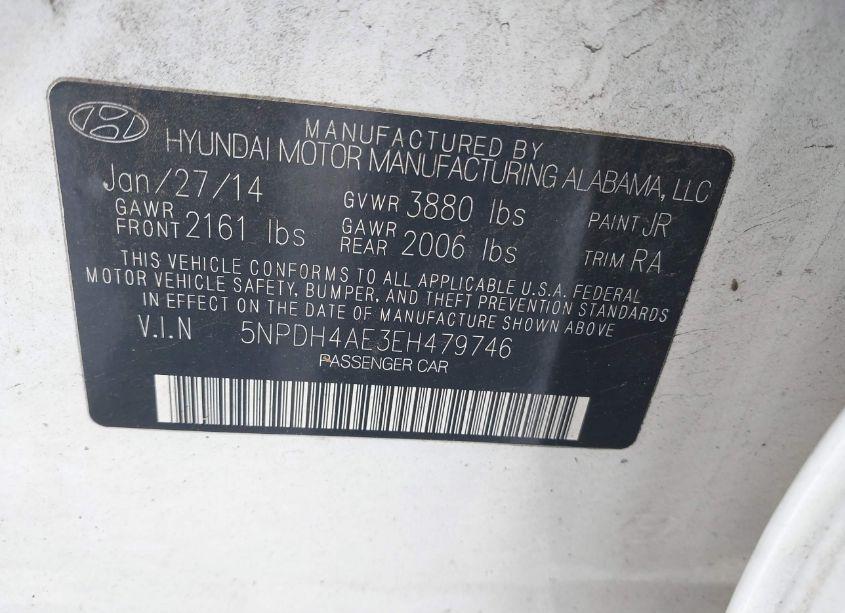 MANUFACTURED BY
HYUNDAI MOTOR MANUFACTURING ALABAMA, LLC
Jan/27/14 GVWR 3880 lbs PAINT JR
GAWR FRONT 2161 lbs GAWR REAR 2006 lbs TRIM RA
THIS VEHICLE CONFORMS TO ALL APPLICABLE U.S.A. FEDERAL
MOTOR VEHICLE SAFETY, BUMPER, AND THEFT PREVENTION STANDARDS
IN EFFECT ON THE DATE OF MANUFACTURE SHOWN ABOVE
V.I.N 5NPDH4AE3EH479746
PASSENGER CAR